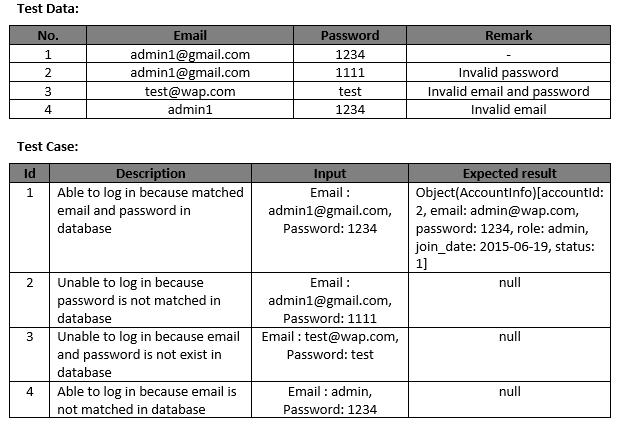 Test Data:
No. Email Password Remark
1 admin1@gmail.com 1234 -
2 admin1@gmail.com 1111 Invalid password
3 test@wap.com test Invalid email and password
4 admin1 1234 Invalid email
Test Case:
Id Description Input Expected result
1 Able to log in because matched
email and password in
database
Email :
admin1@gmail.com,
Password: 1234
Object(AccountInfo)[accountId:
2, email: admin@wap.com,
password: 1234, role: admin,
join_date: 2015-06-19, status:
1]
2 Unable to log in because
password is not matched in
database
Email :
admin1@gmail.com,
Password: 1111
null
3 Unable to log in because email
and password is not exist in
database
Email : test@wap.com,
Password: test
null
4 Able to log in because email is
not matched in database
Email : admin,
Password: 1234
null